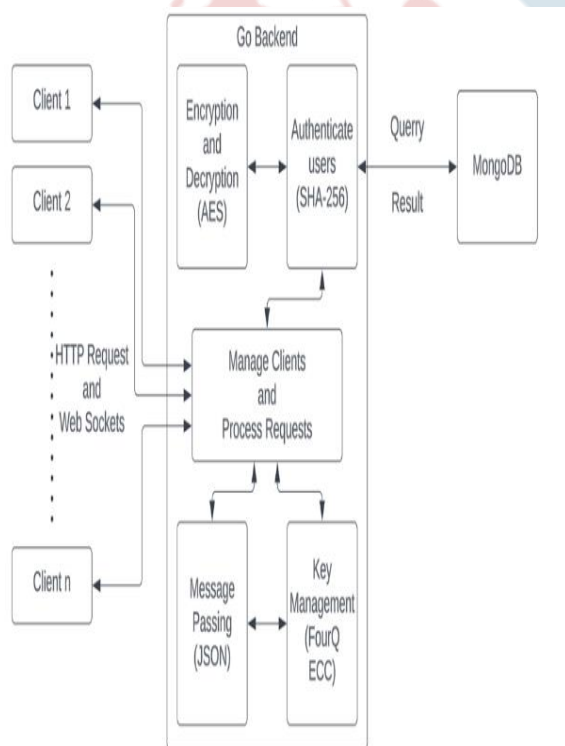 Go Backend
Client 1
Client 2
HTTP Request
and
Web Sockets
Client n
Encryption
and
Decryption
(AES)
Authenticate
users
(SHA-256)
Querry
Result
MongoDB
Manage Clients
and
Process Requests
Message
Passing
(JSON)
Key
Management
(FourQ
ECC)